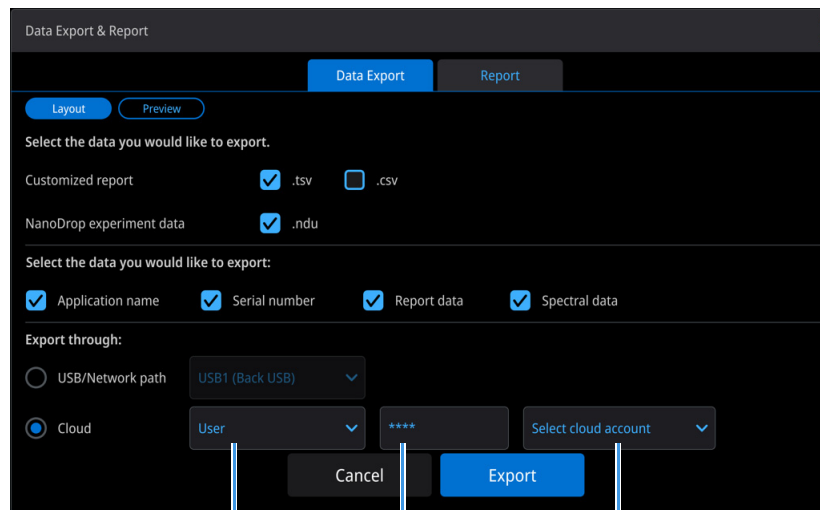 Data Export & Report
Data Export Report
Layout Preview
Select the data you would like to export.
Customized report .tsv .csv
NanoDrop experiment data .ndu
Select the data you would like to export:
Application name Serial number Report data Spectral data
Export through:
USB/Network path USB1 (Back USB)
Cloud User **** Select cloud account
Cancel Export